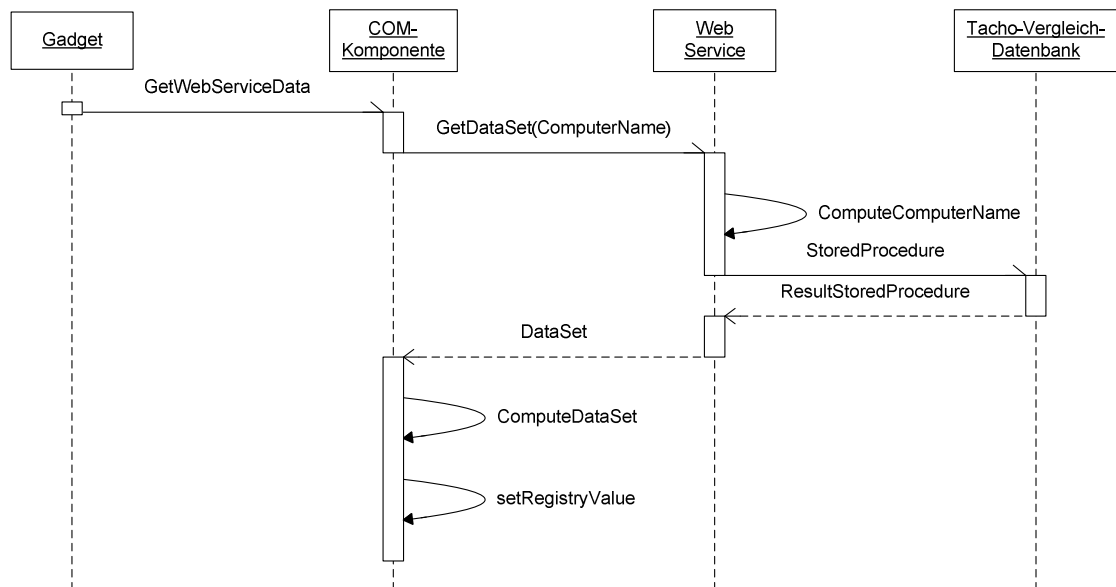 Gadget
COM-
Komponente
Web
Service
Tacho-Vergleich-
Datenbank
GetWebServiceData
GetDataSet(ComputerName)
ComputeComputerName
StoredProcedure
ResultStoredProcedure
DataSet
ComputeDataSet
setRegistryValue